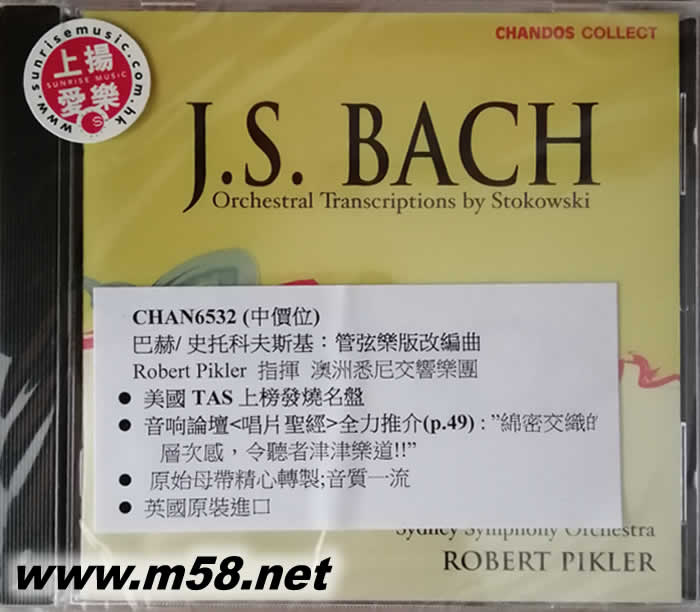 CHANDOS COLLECT
www.sunrisemusic.com.hk
上揚
SUNRISE MUSIC
愛樂
J.S. BACH
Orchestral Transcriptions by Stokowski
CHAN6532 (中價位)
巴赫/ 史托科夫斯基：管弦樂版改編曲
Robert Pikler 指揮 澳洲悉尼交響樂團
● 美國 TAS 上榜發燒名盤
● 音响論壇<唱片聖經>全力推介(p.49) : ”綿密交織的
層次感，令聽者津津樂道!!”
● 原始母帶精心轉製;音質一流
● 英國原裝進口
Sydney Symphony Orchestra
ROBERT PIKLER
www.m58.net